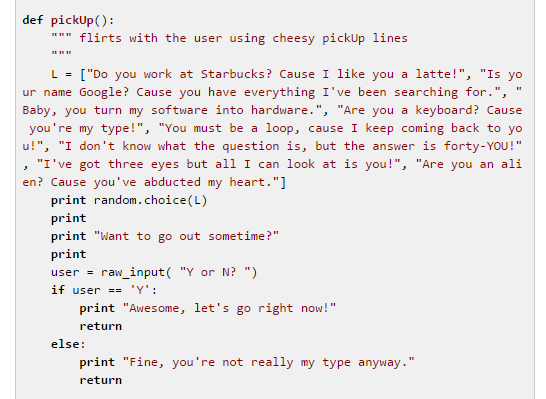 def pickUp():
    """ flirts with the user using cheesy pickUp lines
    """
    L = ["Do you work at Starbucks? Cause I like you a latte!", "Is yo
ur name Google? Cause you have everything I've been searching for.", "
Baby, you turn my software into hardware.", "Are you a keyboard? Cause
 you're my type!", "You must be a loop, cause I keep coming back to yo
u!", "I don't know what the question is, but the answer is forty-YOU!"
, "I've got three eyes but all I can look at is you!", "Are you an ali
en? Cause you've abducted my heart."]
    print random.choice(L)
    print
    print "Want to go out sometime?"
    print
    user = raw_input( "Y or N? ")
    if user == 'Y':
        print "Awesome, let's go right now!"
        return
    else:
        print "Fine, you're not really my type anyway."
        return